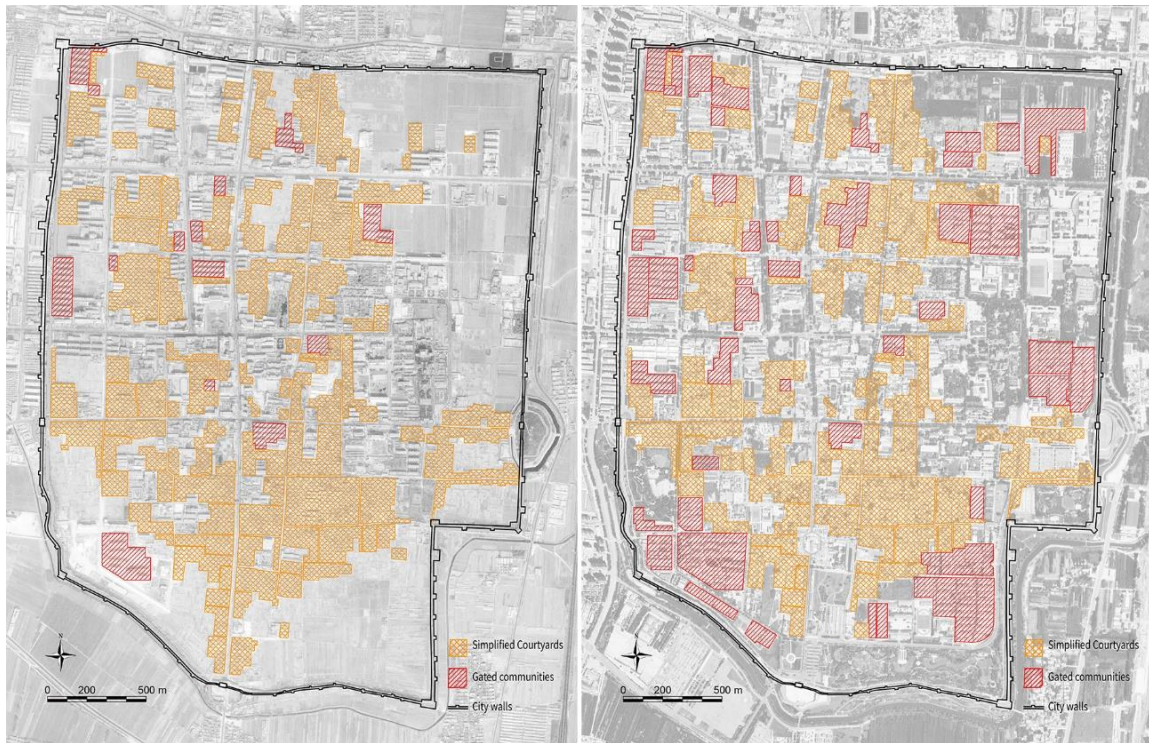 N
Simplified Courtyards
Gated communities
0 200 500 m
City walls
Simplified Courtyards
Gated communities
0 200 500 m
City walls